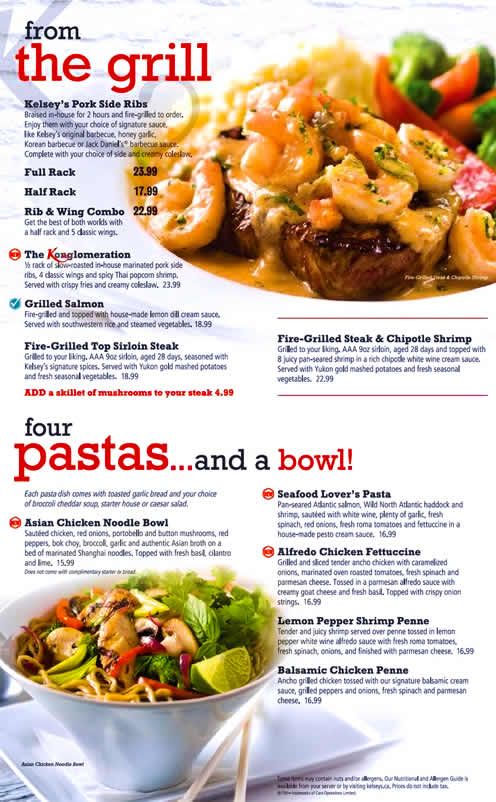 from
the grill
Kelsey's Pork Side Ribs
Braised in-house for 2 hours and fire-grilled to order.
Enjoy them with your choice of signature sauce,
like Kelsey's original barbecue, honey garlic,
Korean barbecue or Jack Daniel's® barbecue sauce.
Complete with your choice of side and creamy coleslaw.
Full Rack 23.99
Half Rack 17.99
Rib & Wing Combo 22.99
Get the best of both worlds with
a half rack and 5 classic wings.
The Konglomeration
½ rack of slow-roasted in-house marinated pork side
ribs, 4 classic wings and spicy Thai popcorn shrimp.
Served with crispy fries and creamy coleslaw. 23.99
Grilled Salmon
Fire-grilled and topped with house-made lemon dill cream sauce.
Served with southwestern rice and steamed vegetables. 18.99
Fire-Grilled Top Sirloin Steak
Grilled to your liking, AAA 9oz sirloin, aged 28 days, seasoned with
Kelsey's signature spices. Served with Yukon gold mashed potatoes
and fresh seasonal vegetables. 18.99
ADD a skillet of mushrooms to your steak 4.99
Fire-Grilled Steak & Chipotle Shrimp
Fire-Grilled Steak & Chipotle Shrimp
Grilled to your liking, AAA 9oz sirloin, aged 28 days and topped with
8 juicy pan-seared shrimp in a rich chipotle white wine cream sauce.
Served with Yukon gold mashed potatoes and fresh seasonal
vegetables. 22.99
four
pastas...and a bowl!
Each pasta dish comes with toasted garlic bread and your choice
of broccoli cheddar soup, starter house or caesar salad.
Asian Chicken Noodle Bowl
Sautéed chicken, red onions, portobello and button mushrooms, red
peppers, bok choy, broccoli, garlic and authentic Asian broth on a
bed of marinated Shanghai noodles. Topped with fresh basil, cilantro
and lime. 15.99
Does not come with complimentary starter or bread.
Asian Chicken Noodle Bowl
Seafood Lover's Pasta
Pan-seared Atlantic salmon, Wild North Atlantic haddock and
shrimp, sautéed with white wine, plenty of garlic, fresh
spinach, red onions, fresh roma tomatoes and fettuccine in a
house-made pesto cream sauce. 16.99
Alfredo Chicken Fettuccine
Grilled and sliced tender ancho chicken with caramelized
onions, marinated oven roasted tomatoes, fresh spinach and
parmesan cheese. Tossed in a parmesan alfredo sauce with
creamy goat cheese and fresh basil. Topped with crispy onion
strings. 16.99
Lemon Pepper Shrimp Penne
Tender and juicy shrimp served over penne tossed in lemon
pepper white wine alfredo sauce with fresh roma tomatoes,
fresh spinach, onions, and finished with parmesan cheese. 16.99
Balsamic Chicken Penne
Ancho grilled chicken tossed with our signature balsamic cream
sauce, grilled peppers and onions, fresh spinach and parmesan
cheese. 16.99
Some items may contain nuts and/or allergens. Our Nutritional and Allergen Guide is
available from your server or by visiting kelseys.ca. Prices do not include tax.
trademarks of Cara Operations Limited.